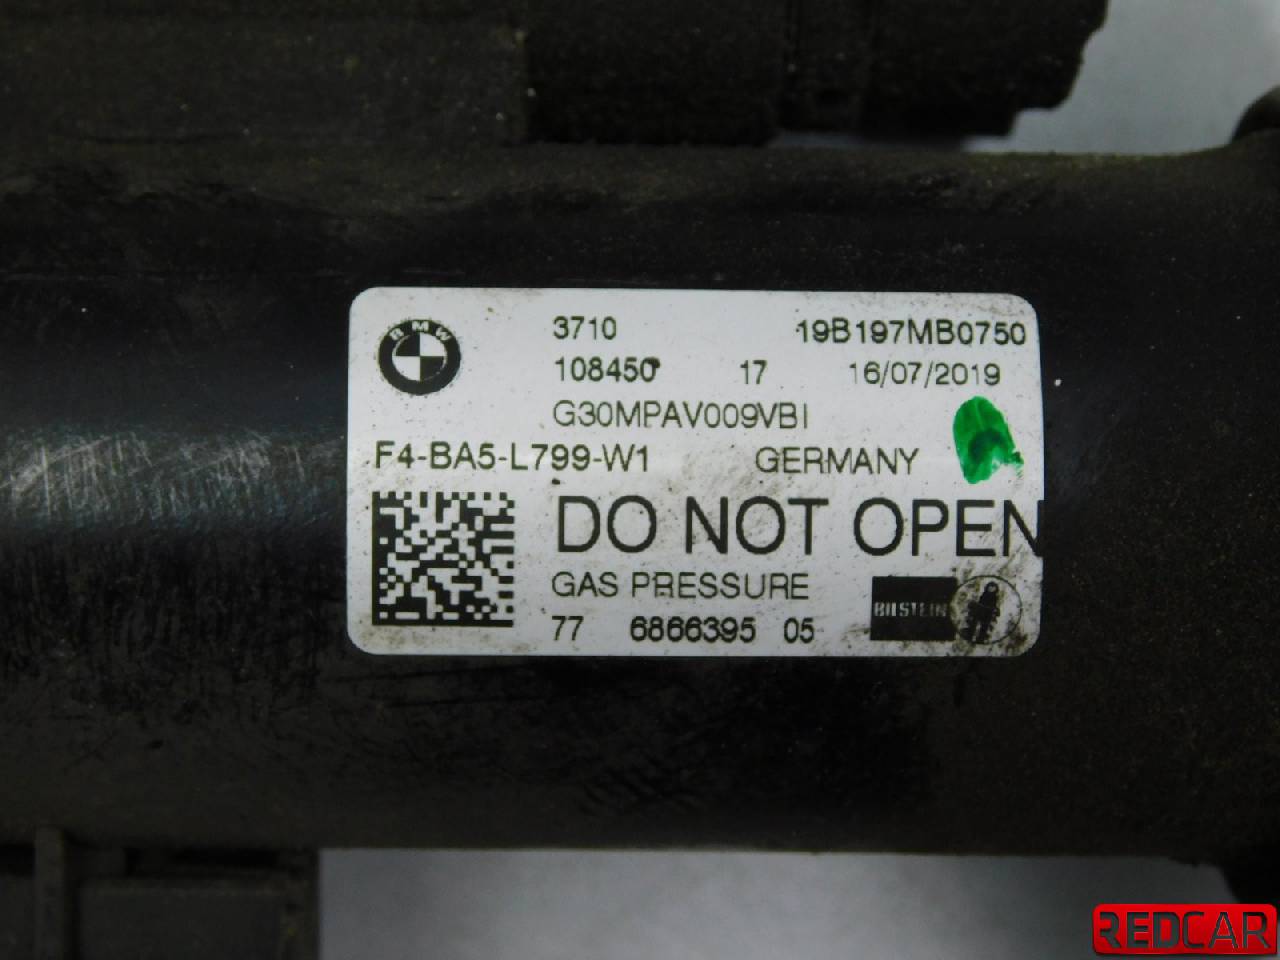 BMW
3710 19B197MB0750
108450 17 16/07/2019
G30MPAV009VBI
F4-BA5-L799-W1 GERMANY
DO NOT OPEN
GAS PRESSURE
BILSTEIN
77 6866395 05
REDCAR